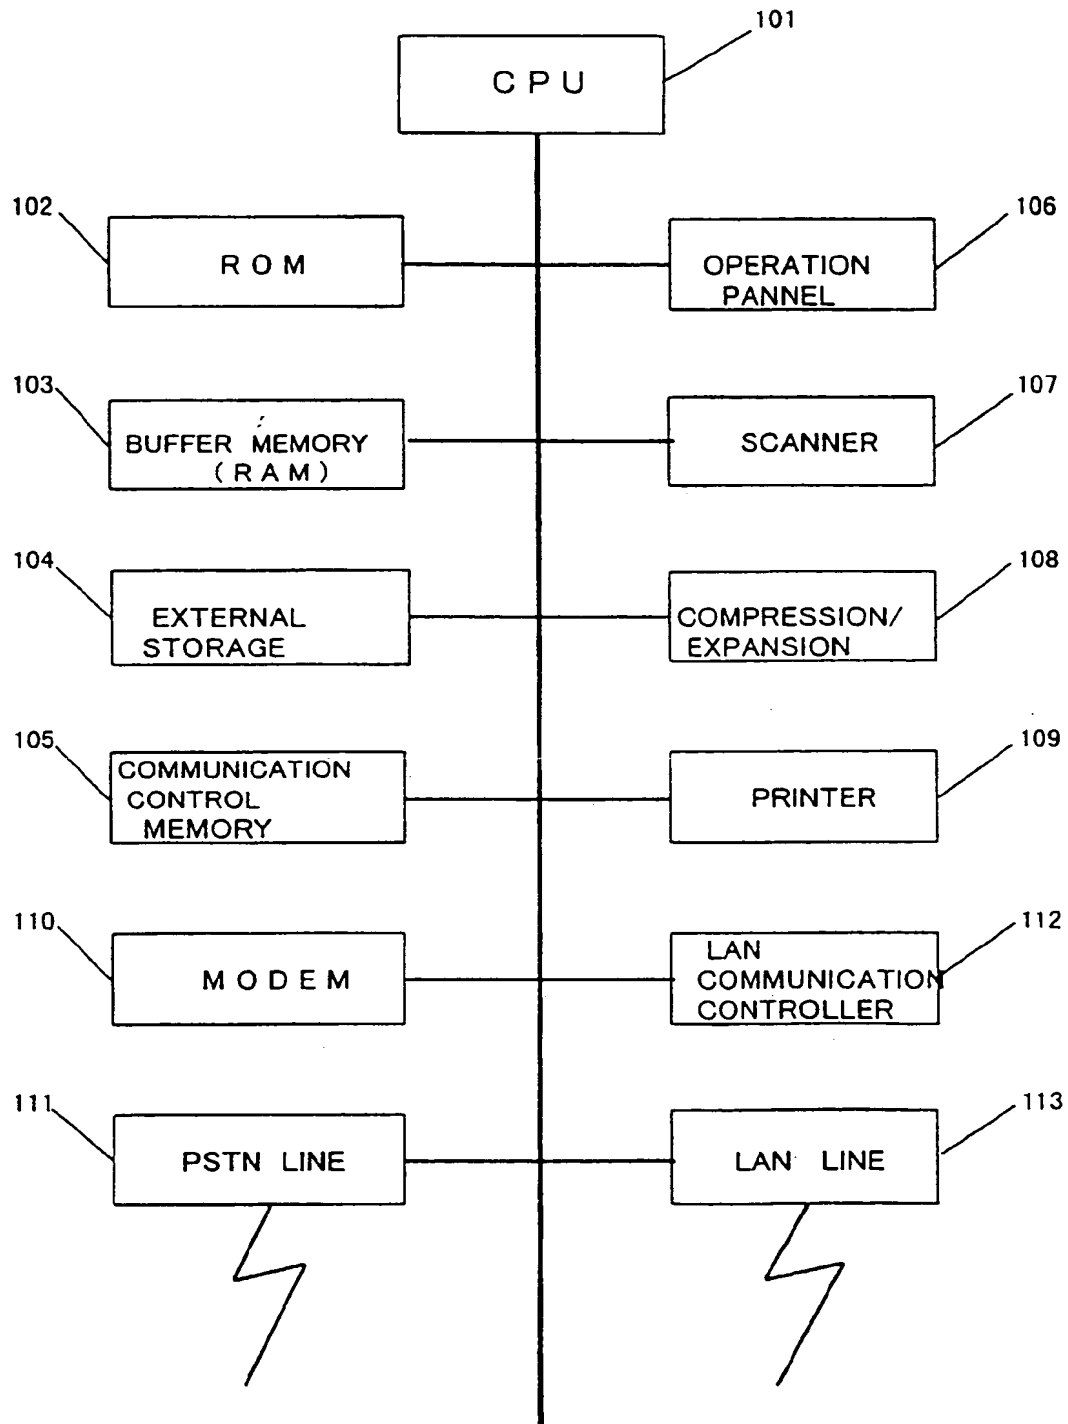 101
CPU
102
ROM
106
OPERATION
PANNEL
103
BUFFER MEMORY
(RAM)
107
SCANNER
104
EXTERNAL
STORAGE
108
COMPRESSION/
EXPANSION
105
COMMUNICATION
CONTROL
MEMORY
109
PRINTER
110
MODEM
112
LAN
COMMUNICATION
CONTROLLER
111
PSTN LINE
113
LAN LINE